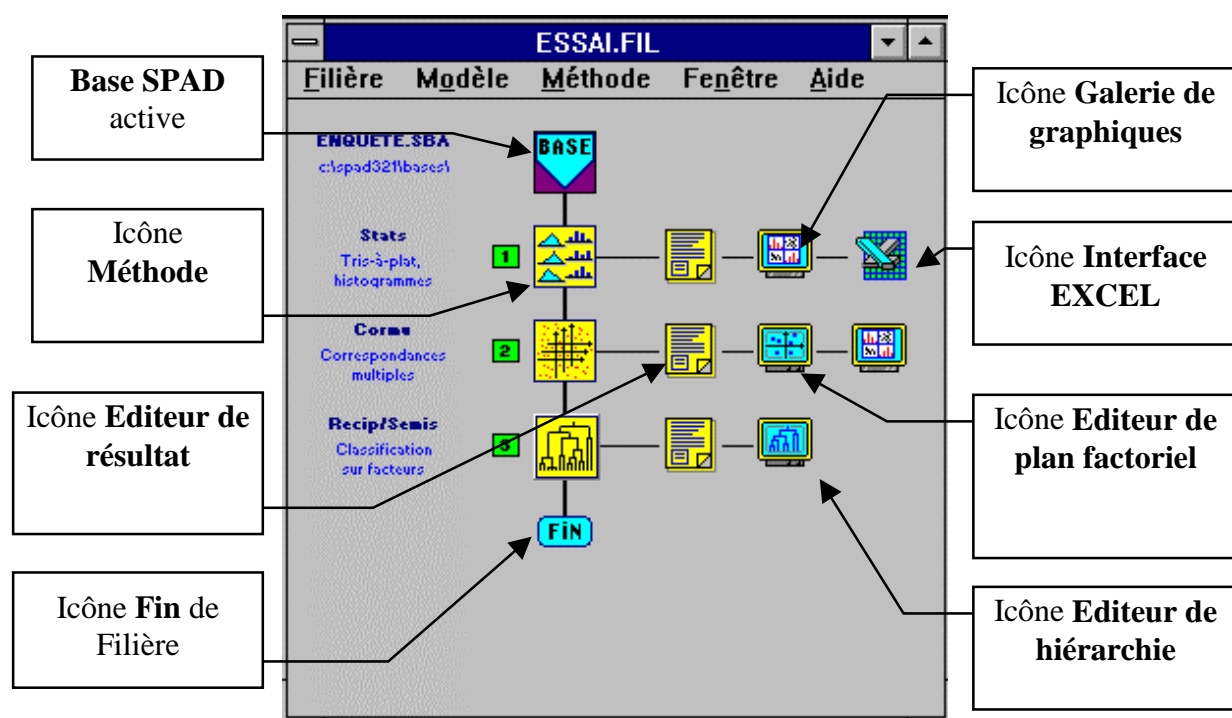 ESSAI.FIL
Filière Modèle Méthode Fenêtre Aide
Base SPAD
active
Icône Galerie de
graphiques
ENQUETE.SBA
c:\spad321\bases\
BASE
Icône
Méthode
Stats
Tris-à-plat,
histogrammes
1
Icône Interface
EXCEL
Corme
Correspondances
multiples
2
Icône Editeur de
résultat
Icône Editeur de
plan factoriel
Recip/Semis
Classification
sur facteurs
3
FIN
Icône Fin de
Filière
Icône Editeur de
hiérarchie